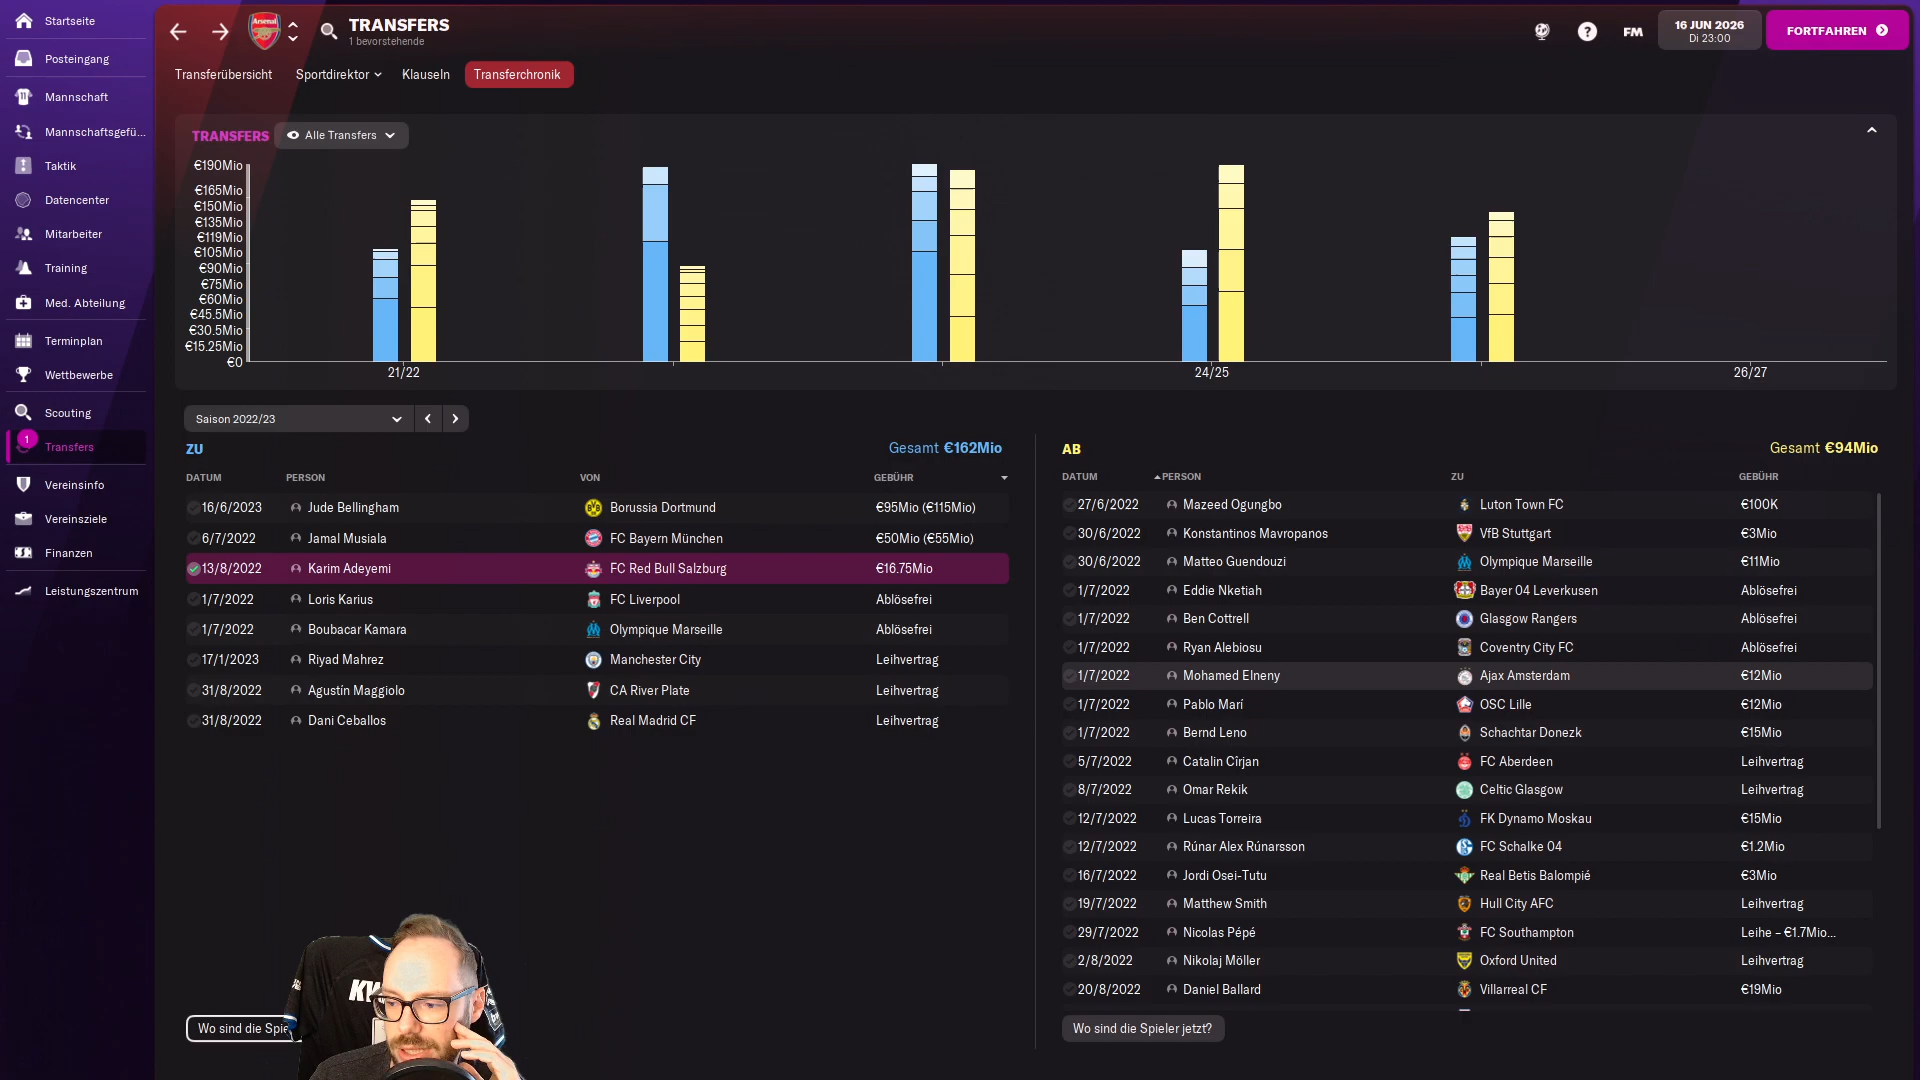 Startseite
Posteingang
Mannschaft
Mannschaftsgefü...
Taktik
Datencenter
Mitarbeiter
Training
Med. Abteilung
Terminplan
Wettbewerbe
Scouting
1
Transfers
Vereinsinfo
Vereinsziele
Finanzen
Leistungszentrum
Arsenal
TRANSFERS
1 bevorstehende
?
FM
16 JUN 2026
Di 23:00
FORTFAHREN
Transferübersicht
Sportdirektor
Klauseln
Transferchronik
TRANSFERS
Alle Transfers
€190Mio
€165Mio
€150Mio
€135Mio
€119Mio
€105Mio
€90Mio
€75Mio
€60Mio
€45.5Mio
€30.5Mio
€15.25Mio
€0
21/22
24/25
26/27
Saison 2022/23
ZU
Gesamt €162Mio
DATUM PERSON VON GEBÜHR
16/6/2023 Jude Bellingham Borussia Dortmund €95Mio (€115Mio)
6/7/2022 Jamal Musiala FC Bayern München €50Mio (€55Mio)
13/8/2022 Karim Adeyemi FC Red Bull Salzburg €16.75Mio
1/7/2022 Loris Karius FC Liverpool Ablösefrei
1/7/2022 Boubacar Kamara Olympique Marseille Ablösefrei
17/1/2023 Riyad Mahrez Manchester City Leihvertrag
31/8/2022 Agustín Maggiolo CA River Plate Leihvertrag
31/8/2022 Dani Ceballos Real Madrid CF Leihvertrag
Wo sind die Spie
KW
AB
Gesamt €94Mio
DATUM PERSON ZU GEBÜHR
27/6/2022 Mazeed Ogungbo Luton Town FC €100K
30/6/2022 Konstantinos Mavropanos VfB Stuttgart €3Mio
30/6/2022 Matteo Guendouzi Olympique Marseille €11Mio
1/7/2022 Eddie Nketiah Bayer 04 Leverkusen Ablösefrei
1/7/2022 Ben Cottrell Glasgow Rangers Ablösefrei
1/7/2022 Ryan Alebiosu Coventry City FC Ablösefrei
1/7/2022 Mohamed Elneny Ajax Amsterdam €12Mio
1/7/2022 Pablo Marí OSC Lille €12Mio
1/7/2022 Bernd Leno Schachtar Donezk €15Mio
5/7/2022 Catalin Cîrjan FC Aberdeen Leihvertrag
8/7/2022 Omar Rekik Celtic Glasgow Leihvertrag
12/7/2022 Lucas Torreira FK Dynamo Moskau €15Mio
12/7/2022 Rúnar Alex Rúnarsson FC Schalke 04 €1.2Mio
16/7/2022 Jordi Osei-Tutu Real Betis Balompié €3Mio
19/7/2022 Matthew Smith Hull City AFC Leihvertrag
29/7/2022 Nicolas Pépé FC Southampton Leihe - €1.7Mio...
2/8/2022 Nikolaj Möller Oxford United Leihvertrag
20/8/2022 Daniel Ballard Villarreal CF €19Mio
Wo sind die Spieler jetzt?